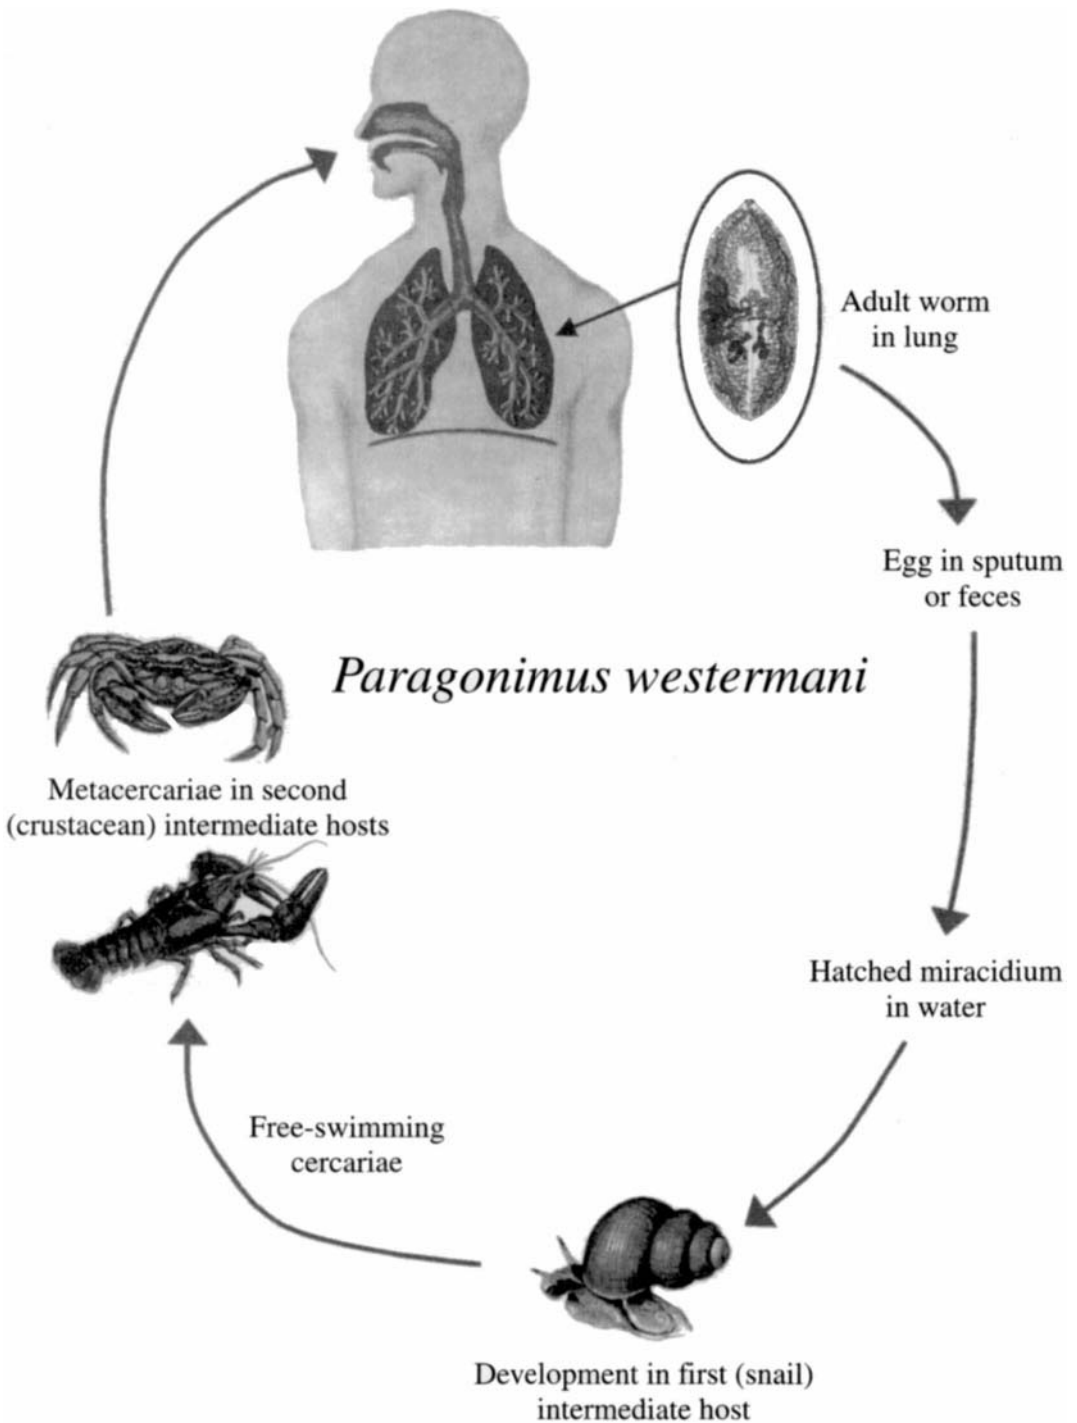 Adult worm
in lung
Egg in sputum
or feces
Paragonimus westermani
Metacercariae in second
(crustacean) intermediate hosts
Hatched miracidium
in water
Free-swimming
cercariae
Development in first (snail)
intermediate host